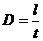 D = l/t